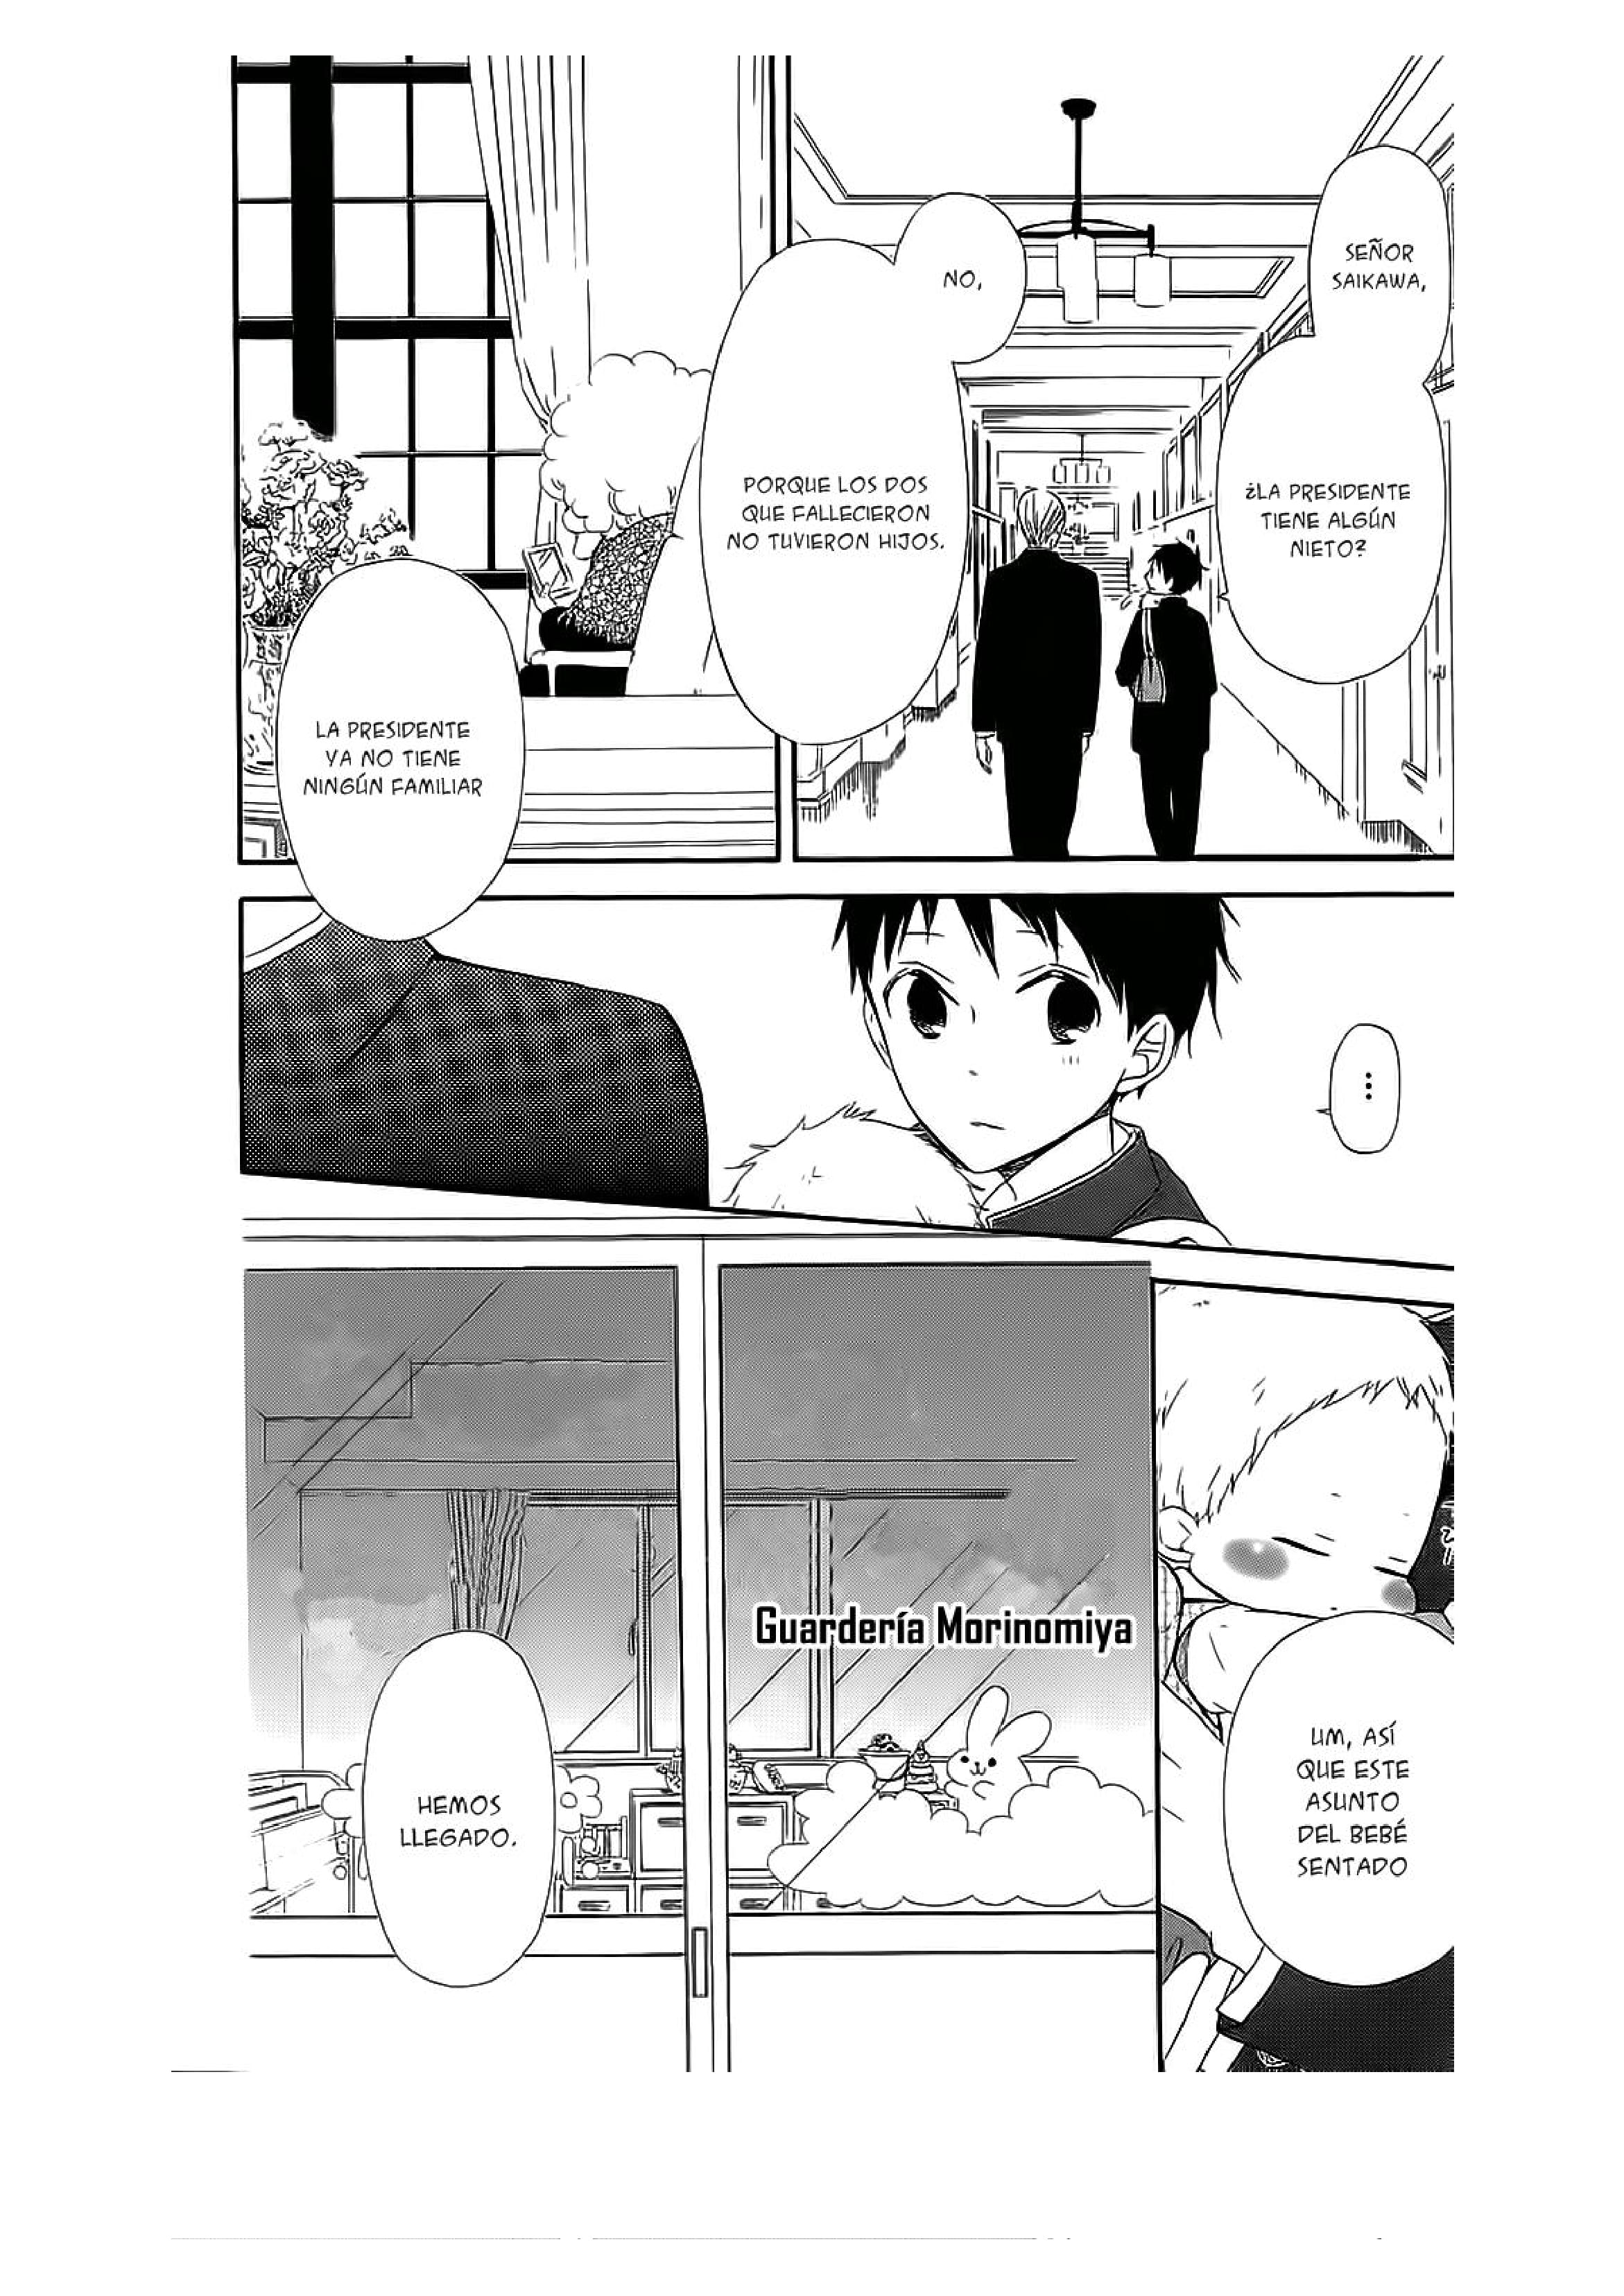 SEÑOR
SAIKAWA,
¿LA PRESIDENTE
TIENE ALGÚN
NIETO?
NO,
PORQUE LOS DOS
QUE FALLECIERON
NO TUVIERON HIJOS.
LA PRESIDENTE
YA NO TIENE
NINGÚN FAMILIAR
...
UM, ASÍ
QUE ESTE
ASUNTO
DEL BEBÉ
SENTADO
Guardería Morinomiya
HEMOS
LLEGADO.